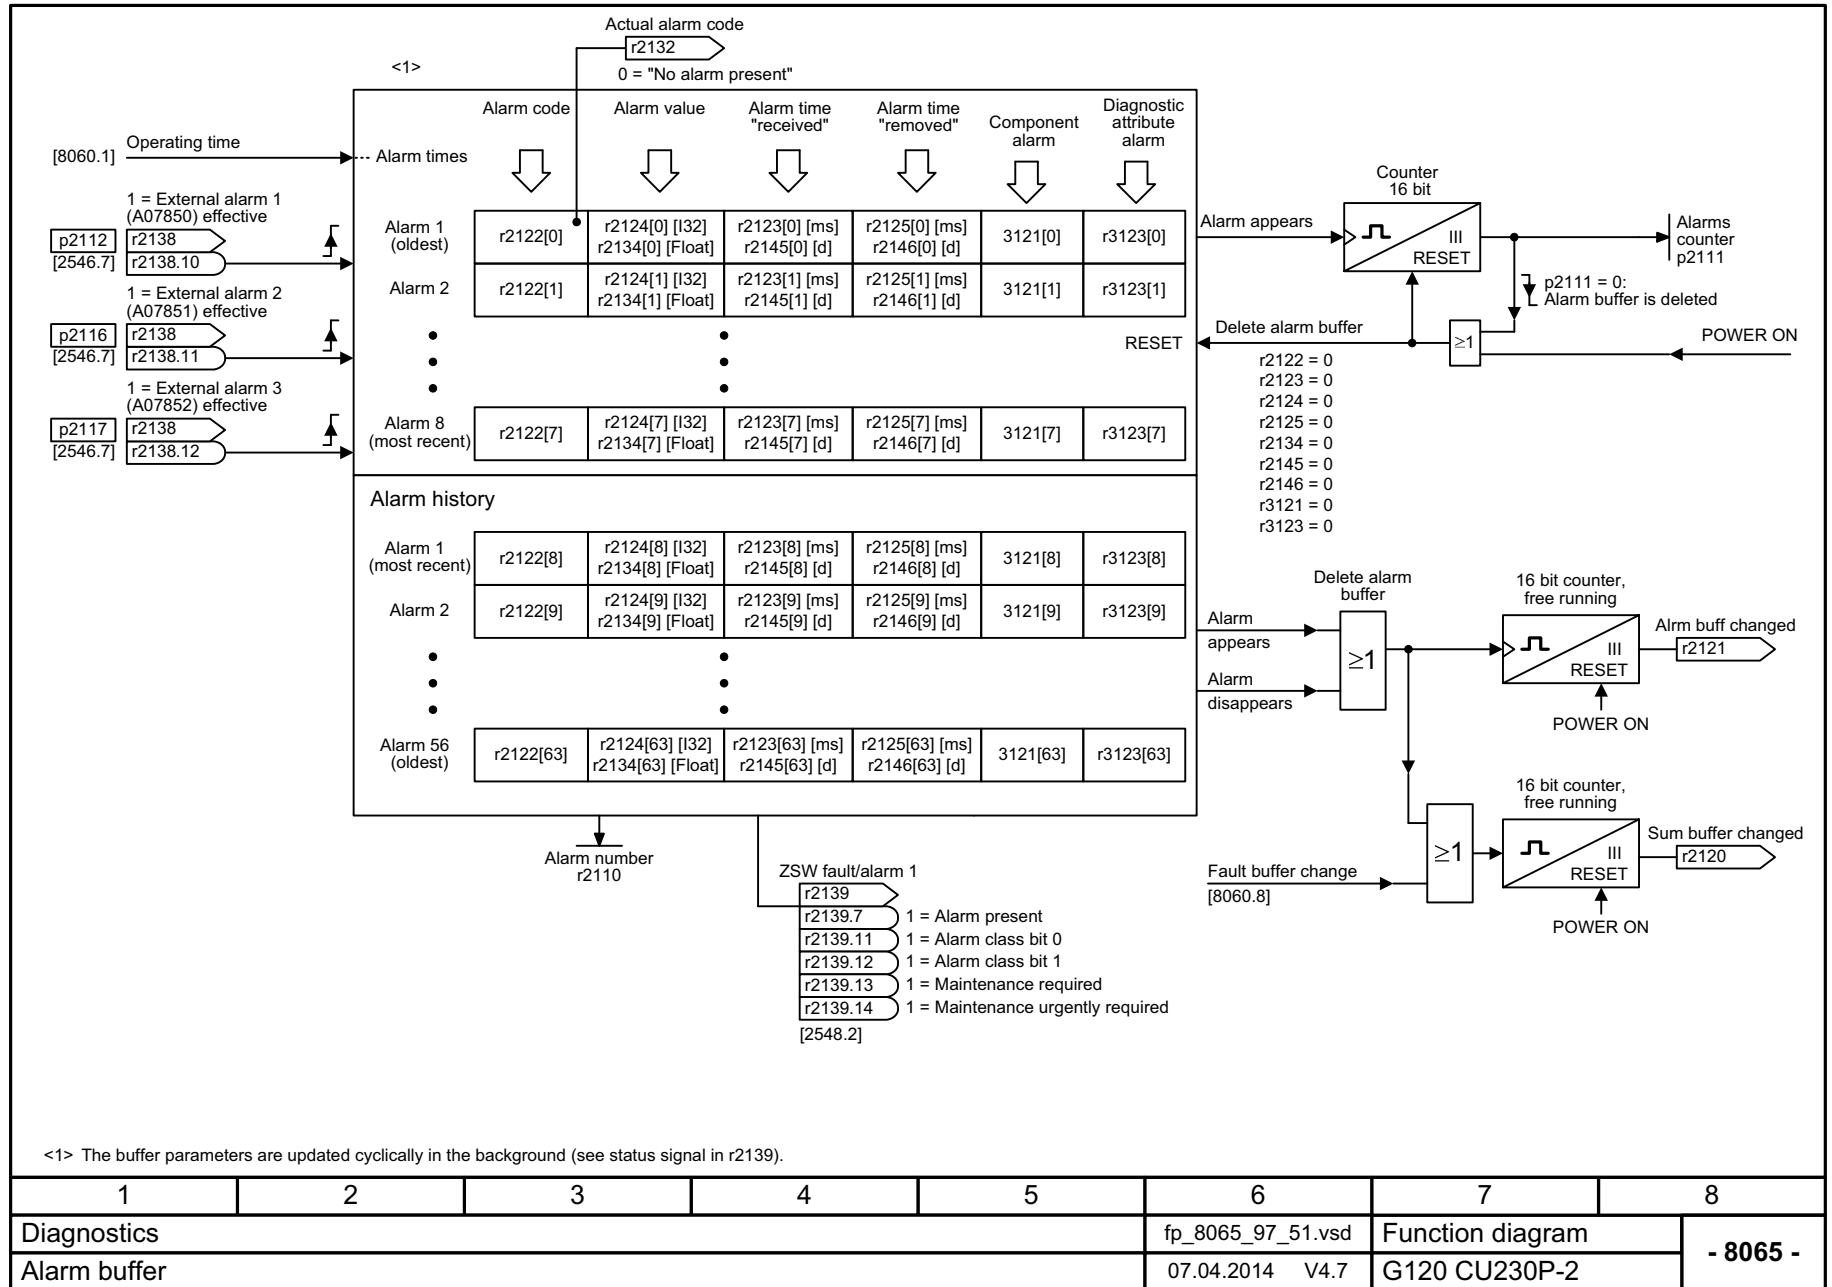 Actual alarm code
r2132
0 = "No alarm present"
<1>
Alarm code
Alarm value
Alarm time
"received"
Alarm time
"removed"
Component
alarm
Diagnostic
attribute
alarm
[8060.1]
Operating time
Alarm times
1 = External alarm 1
(A07850) effective
p2112
r2138
[2546.7]
r2138.10
1 = External alarm 2
(A07851) effective
p2116
r2138
[2546.7]
r2138.11
1 = External alarm 3
(A07852) effective
p2117
r2138
[2546.7]
r2138.12
Alarm 1
(oldest)
r2122[0]
r2124[0] [I32]
r2134[0] [Float]
r2123[0] [ms]
r2145[0] [d]
r2125[0] [ms]
r2146[0] [d]
3121[0]
r3123[0]
Alarm 2
r2122[1]
r2124[1] [I32]
r2134[1] [Float]
r2123[1] [ms]
r2145[1] [d]
r2125[1] [ms]
r2146[1] [d]
3121[1]
r3123[1]
RESET
Alarm 8
(most recent)
r2122[7]
r2124[7] [I32]
r2134[7] [Float]
r2123[7] [ms]
r2145[7] [d]
r2125[7] [ms]
r2146[7] [d]
3121[7]
r3123[7]
Alarm history
Alarm 1
(most recent)
r2122[8]
r2124[8] [I32]
r2134[8] [Float]
r2123[8] [ms]
r2145[8] [d]
r2125[8] [ms]
r2146[8] [d]
3121[8]
r3123[8]
Alarm 2
r2122[9]
r2124[9] [I32]
r2134[9] [Float]
r2123[9] [ms]
r2145[9] [d]
r2125[9] [ms]
r2146[9] [d]
3121[9]
r3123[9]
Alarm 56
(oldest)
r2122[63]
r2124[63] [I32]
r2134[63] [Float]
r2123[63] [ms]
r2145[63] [d]
r2125[63] [ms]
r2146[63] [d]
3121[63]
r3123[63]
Alarm appears
Counter
16 bit
III
RESET
Alarms
counter
p2111
p2111 = 0:
Alarm buffer is deleted
Delete alarm buffer
≥1
POWER ON
r2122 = 0
r2123 = 0
r2124 = 0
r2125 = 0
r2134 = 0
r2145 = 0
r2146 = 0
r3121 = 0
r3123 = 0
Delete alarm
buffer
Alarm
appears
Alarm
disappears
≥1
16 bit counter,
free running
III
RESET
POWER ON
Alrm buff changed
r2121
Fault buffer change
[8060.8]
≥1
16 bit counter,
free running
III
RESET
POWER ON
Sum buffer changed
r2120
Alarm number
r2110
ZSW fault/alarm 1
r2139
r2139.7
1 = Alarm present
r2139.11
1 = Alarm class bit 0
r2139.12
1 = Alarm class bit 1
r2139.13
1 = Maintenance required
r2139.14
1 = Maintenance urgently required
[2548.2]
<1> The buffer parameters are updated cyclically in the background (see status signal in r2139).
1 2 3 4 5 6 7 8
Diagnostics
fp_8065_97_51.vsd
Function diagram
- 8065 -
Alarm buffer
07.04.2014 V4.7
G120 CU230P-2